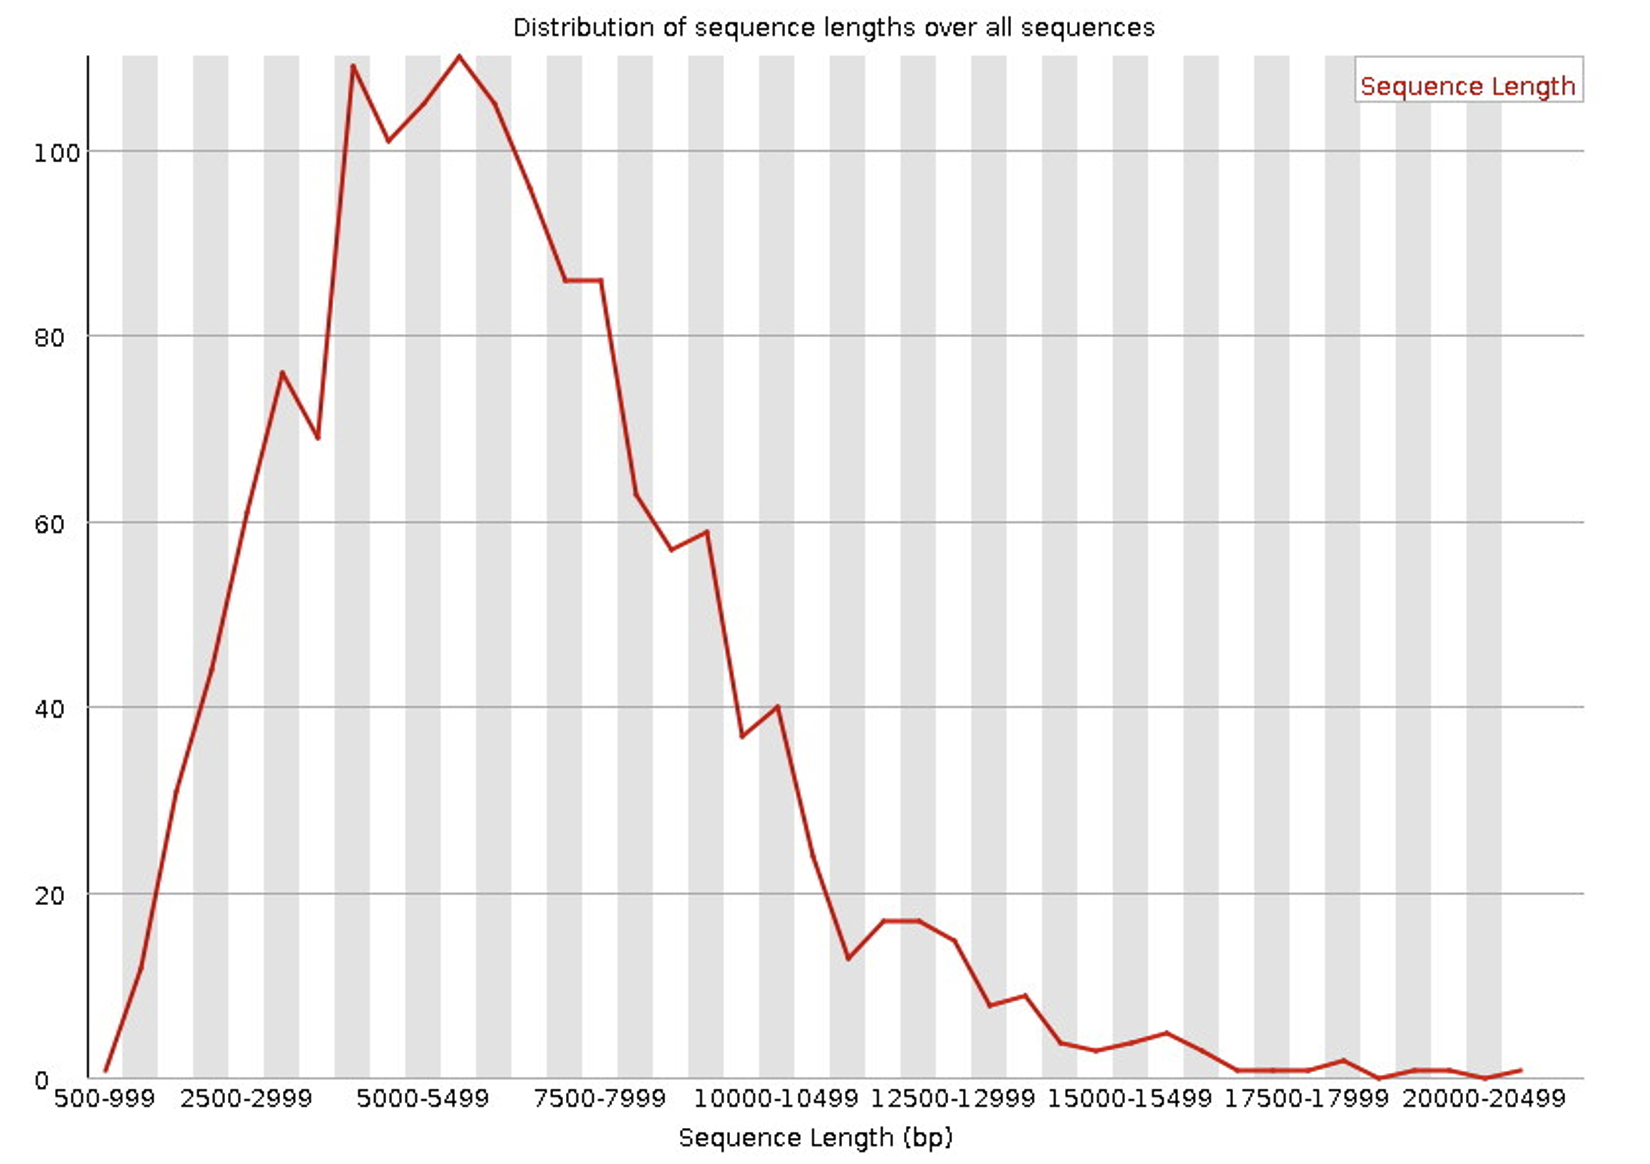 Distribution of sequence lengths over all sequences
Sequence Length
100
80
60
40
20
0
500-999 2500-2999 5000-5499 7500-7999 10000-10499 12500-12999 15000-15499 17500-17999 20000-20499
Sequence Length (bp)